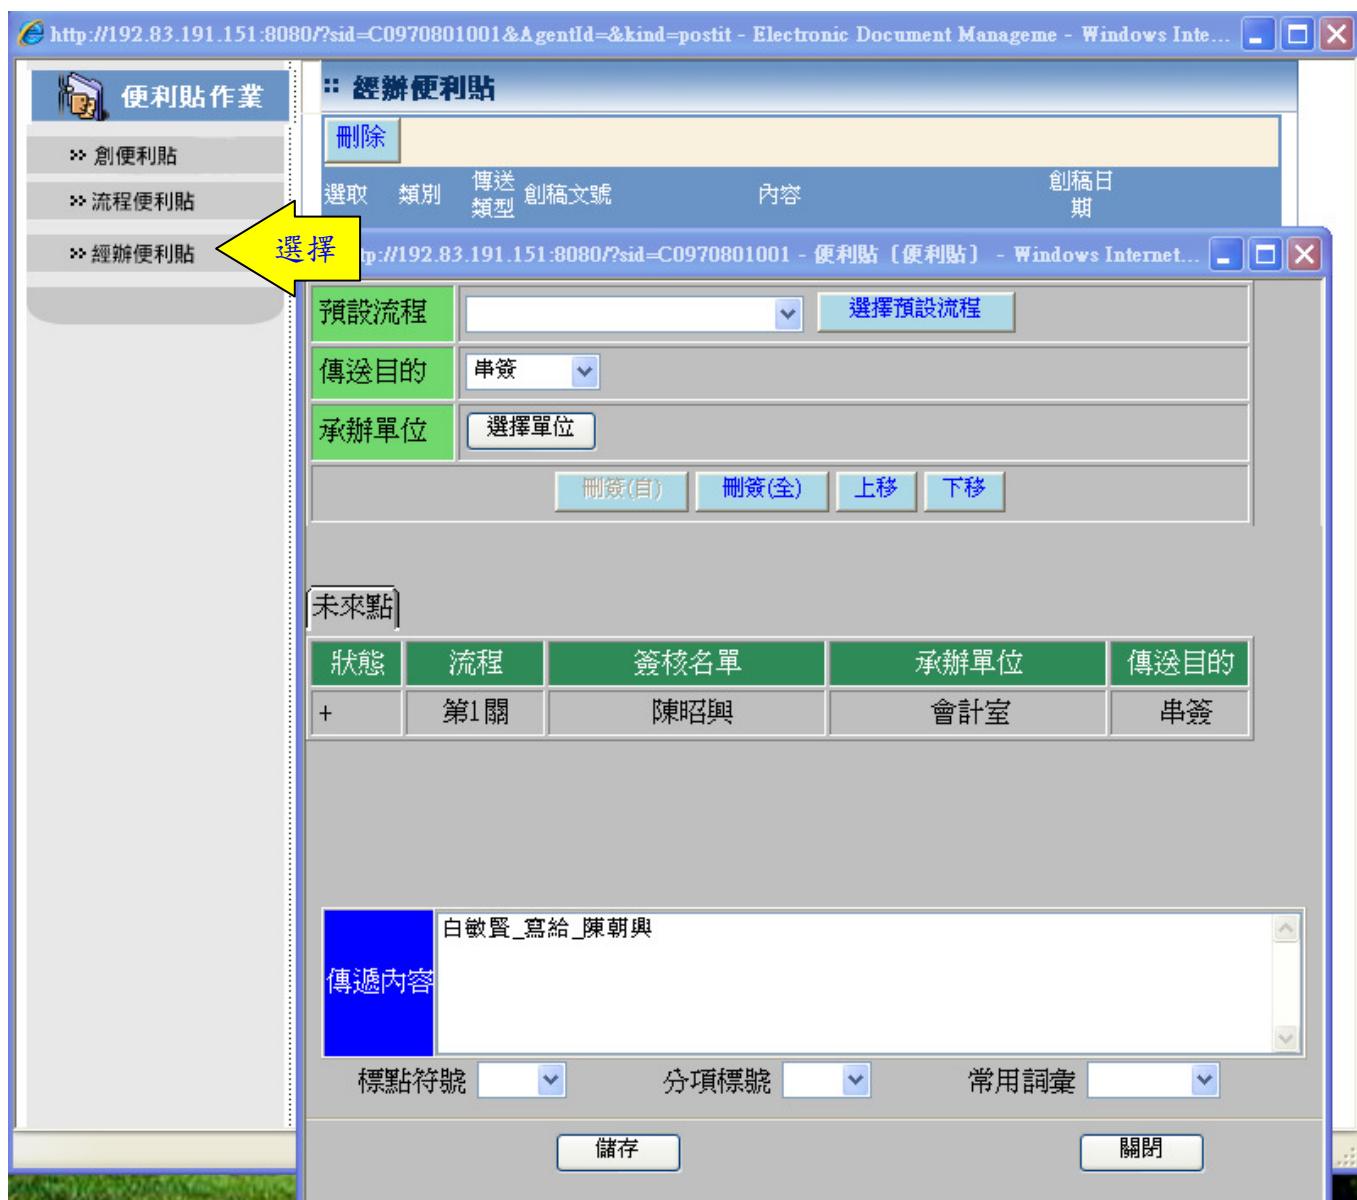 http://192.83.191.151:8080/?sid=C0970801001&AgentId=&kind=postit - Electronic Document Manageme - Windows Inte...
便利貼作業
>> 創便利貼
>> 流程便利貼
>> 經辦便利貼
選擇
:: 經辦便利貼
刪除
選取 類別 傳送類型 創稿文號 內容 創稿日期
tp://192.83.191.151:8080/?sid=C0970801001 - 便利貼〔便利貼〕 - Windows Internet...
預設流程 選擇預設流程
傳送目的 串簽
承辦單位 選擇單位
刪簽(自) 刪簽(全) 上移 下移
未來點
狀態 流程 簽核名單 承辦單位 傳送目的
+ 第1關 陳昭興 會計室 串簽
傳遞內容 白敏賢_寫給_陳朝興
標點符號 分項標號 常用詞彙
儲存 關閉